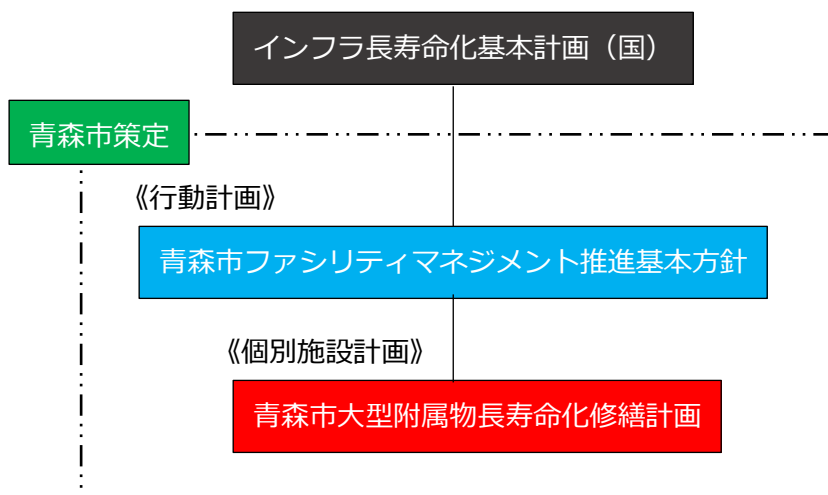 インフラ長寿命化基本計画（国）
青森市策定
《行動計画》
青森市ファシリティマネジメント推進基本方針
《個別施設計画》
青森市大型附属物長寿命化修繕計画